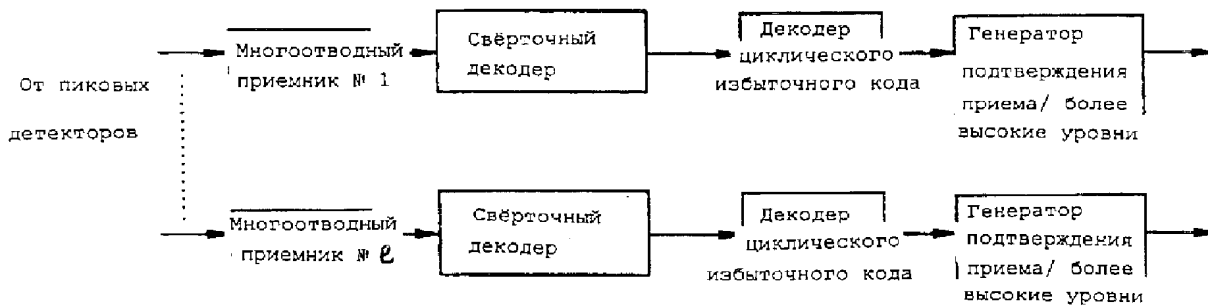 От пиковых
детекторов
Многоотводный
приемник № 1
Свёрточный
декодер
Декодер
циклического
избыточного кода
Генератор
подтверждения
приема/ более
высокие уровни
Многоотводный
приемник № ℓ
Свёрточный
декодер
Декодер
циклического
избыточного кода
Генератор
подтверждения
приема/ более
высокие уровни